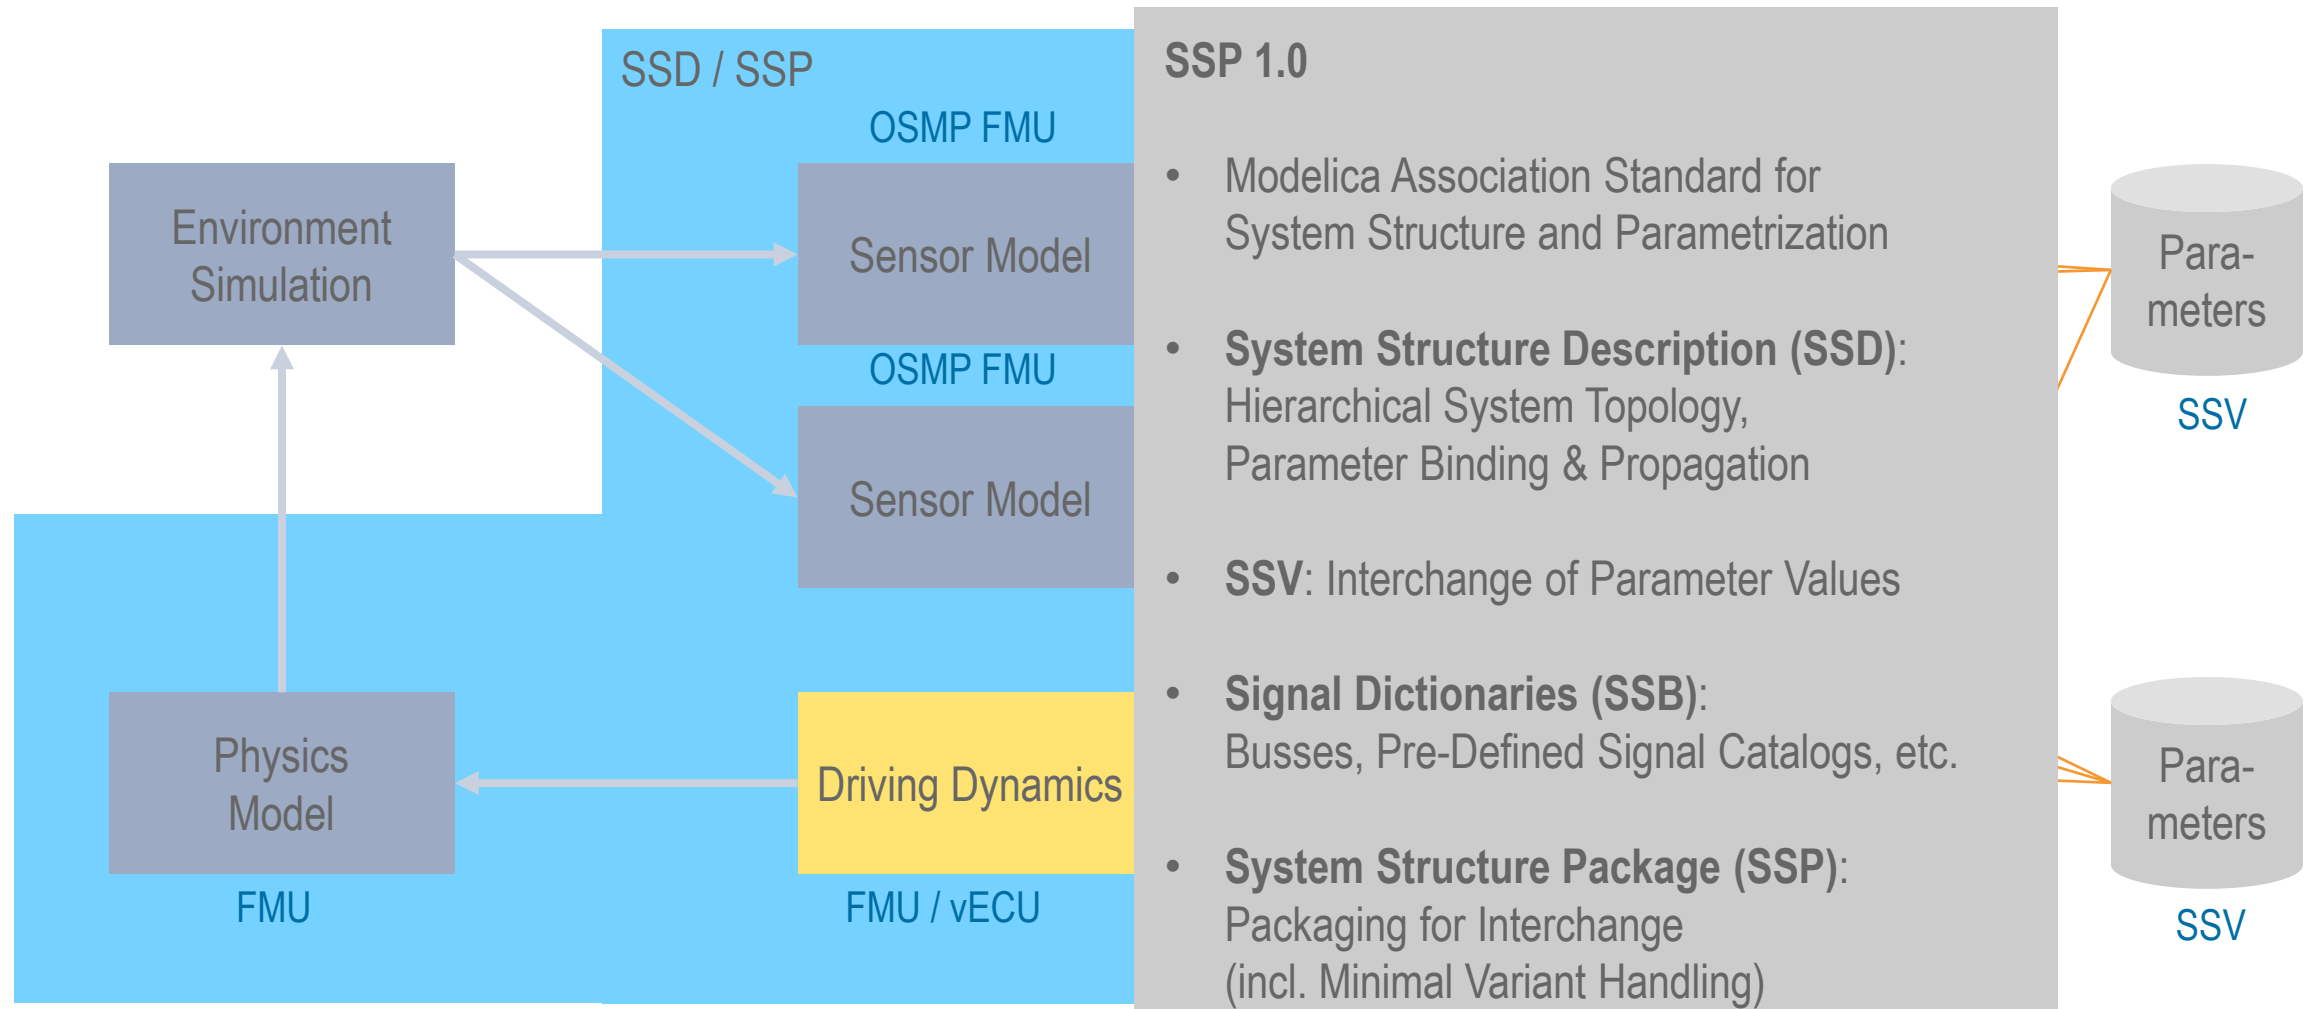 SSD / SSP
OSMP FMU
Environment
Simulation
Sensor Model
OSMP FMU
Sensor Model
Physics
Model
FMU
Driving Dynamics
FMU / vECU
SSP 1.0
• Modelica Association Standard for
System Structure and Parametrization
• System Structure Description (SSD):
Hierarchical System Topology,
Parameter Binding & Propagation
• SSV: Interchange of Parameter Values
• Signal Dictionaries (SSB):
Busses, Pre-Defined Signal Catalogs, etc.
• System Structure Package (SSP):
Packaging for Interchange
(incl. Minimal Variant Handling)
Para-
meters
SSV
Para-
meters
SSV